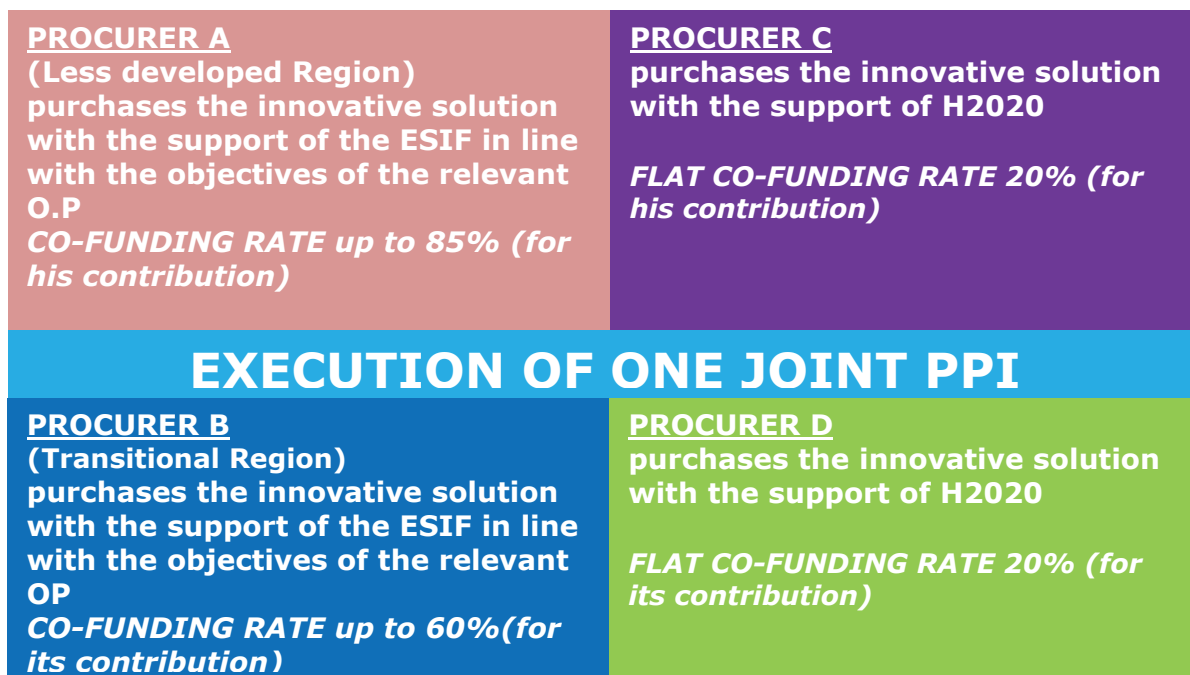 PROCURER A
(Less developed Region)
purchases the innovative solution
with the support of the ESIF in line
with the objectives of the relevant
O.P
CO-FUNDING RATE up to 85% (for
his contribution)
PROCURER C
purchases the innovative solution
with the support of H2020
FLAT CO-FUNDING RATE 20% (for
his contribution)
EXECUTION OF ONE JOINT PPI
PROCURER B
(Transitional Region)
purchases the innovative solution
with the support of the ESIF in line
with the objectives of the relevant
OP
CO-FUNDING RATE up to 60%(for
its contribution)
PROCURER D
purchases the innovative solution
with the support of H2020
FLAT CO-FUNDING RATE 20% (for
its contribution)